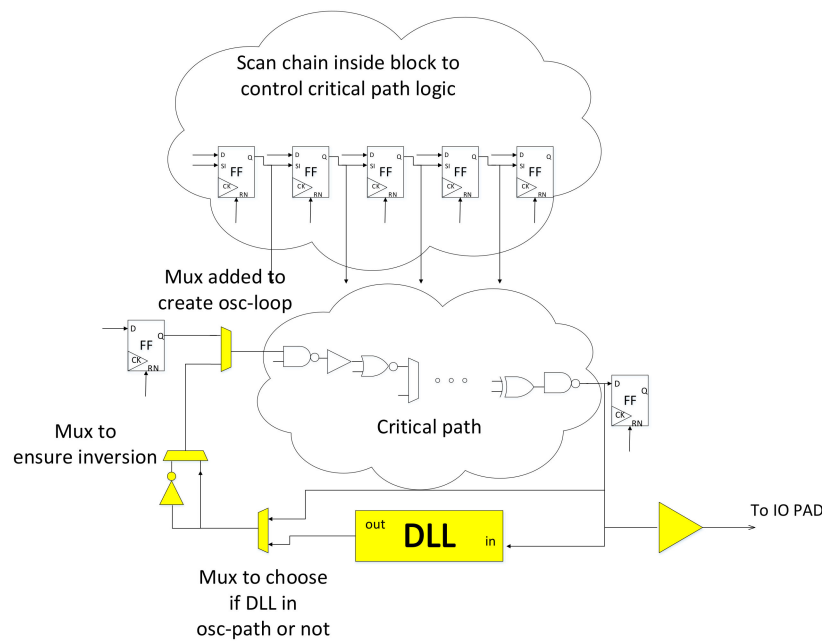 Scan chain inside block to
control critical path logic
D
Q
SI
FF
CK
RN
D
Q
SI
FF
CK
RN
D
Q
SI
FF
CK
RN
D
Q
SI
FF
CK
RN
D
Q
SI
FF
CK
RN
Mux added to
create osc-loop
D
Q
FF
CK
RN
Critical path
D
Q
FF
CK
RN
Mux to
ensure inversion
out
DLL
in
To IO PAD
Mux to choose
if DLL in
osc-path or not